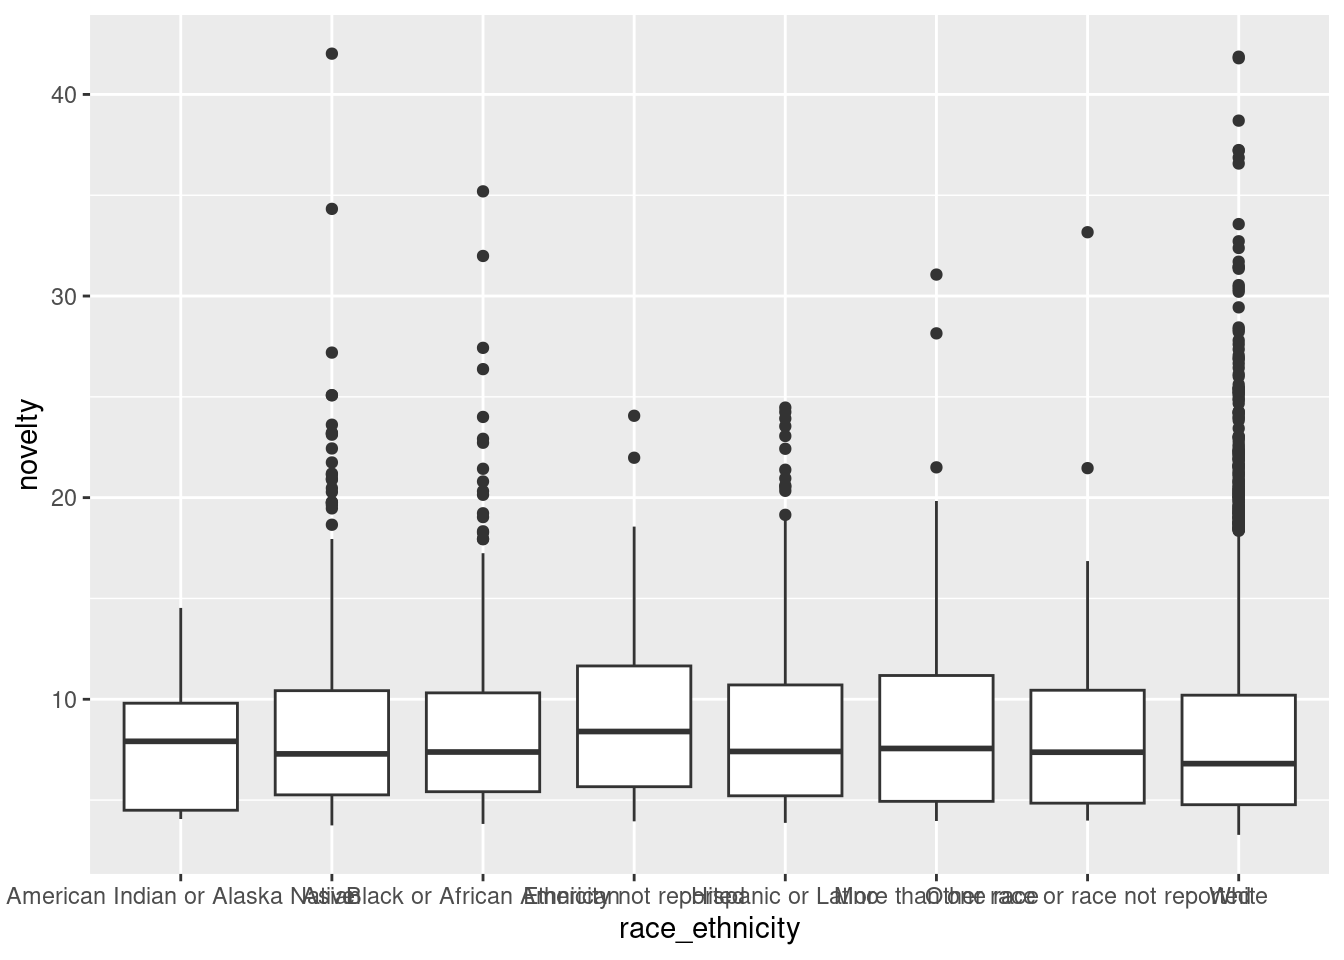 40
30
20
10
novelty
American Indian or Alaska Native
Asian
Black or African American
Ethnicity not reported
Hispanic or Latino
More than one race
Other race or race not reported
White
race_ethnicity